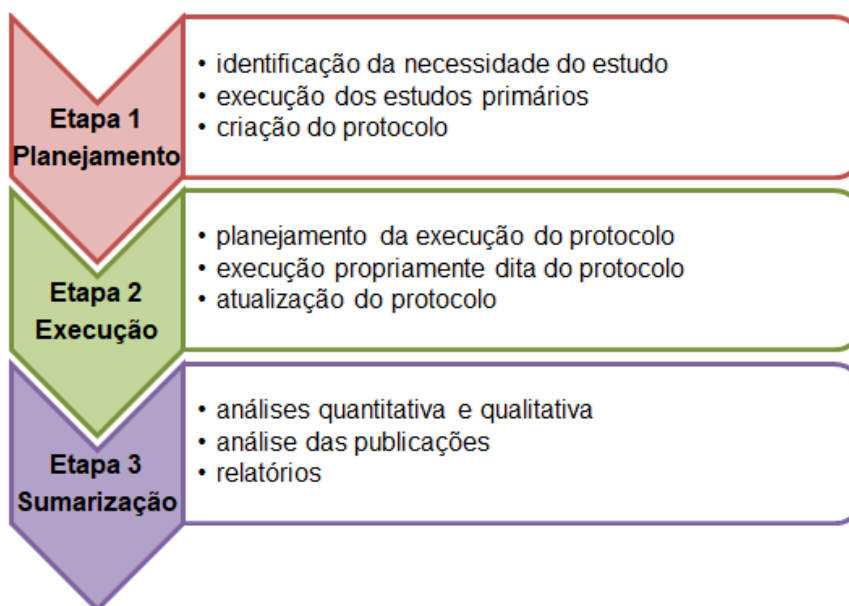 Etapa 1
Planejamento
• identificação da necessidade do estudo
• execução dos estudos primários
• criação do protocolo
Etapa 2
Execução
• planejamento da execução do protocolo
• execução propriamente dita do protocolo
• atualização do protocolo
Etapa 3
Sumarização
• análises quantitativa e qualitativa
• análise das publicações
• relatórios